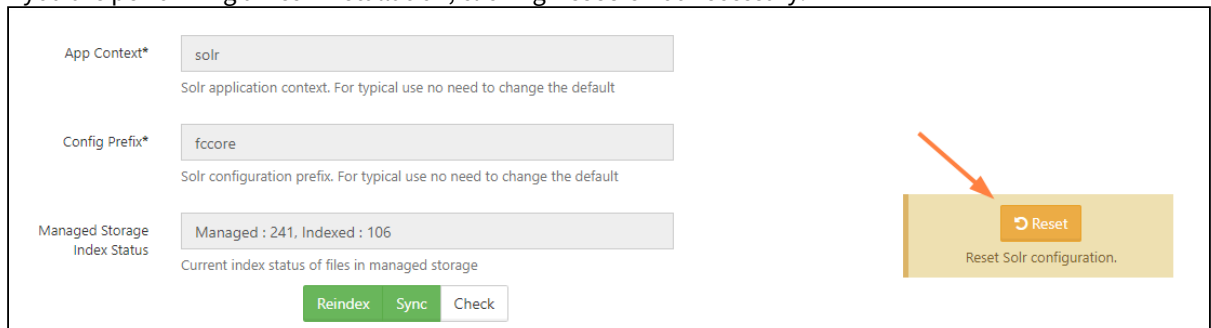 App Context*
solr
Solr application context. For typical use no need to change the default
Config Prefix*
fccore
Solr configuration prefix. For typical use no need to change the default
Managed Storage
Index Status
Managed : 241, Indexed : 106
Current index status of files in managed storage
Reindex Sync Check
Reset
Reset Solr configuration.